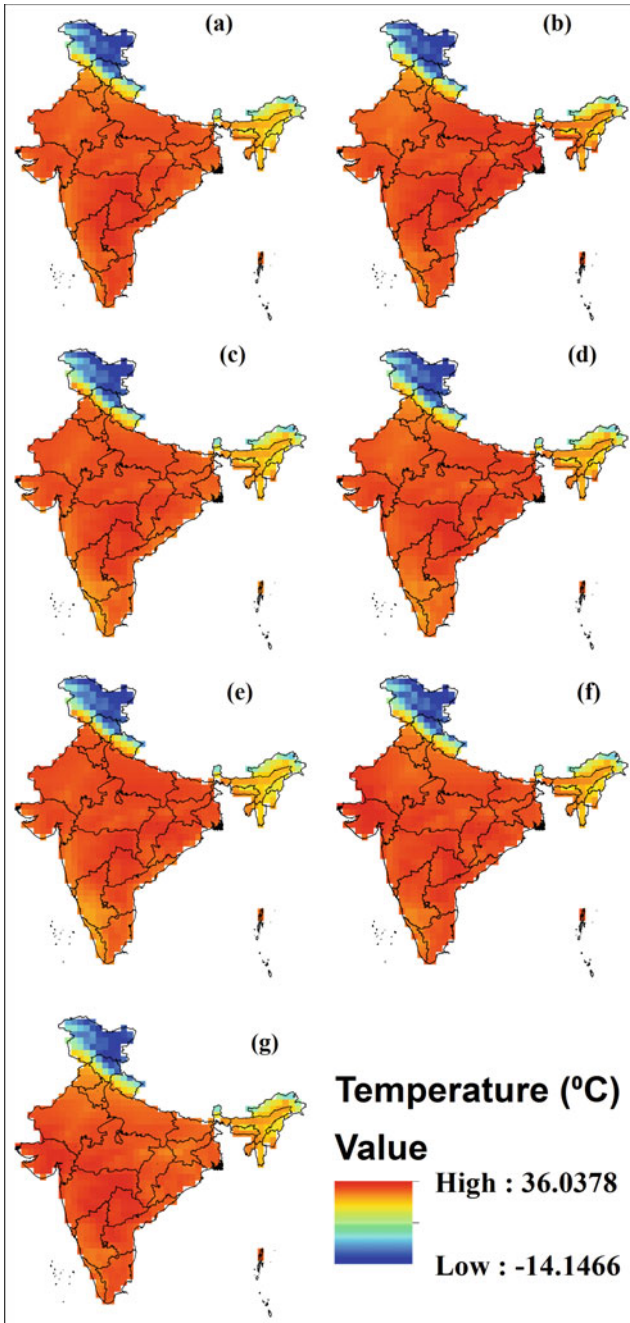 (a)
(b)
(c)
(d)
(e)
(f)
(g)
Temperature (⁰C)
Value
High : 36.0378
Low : -14.1466